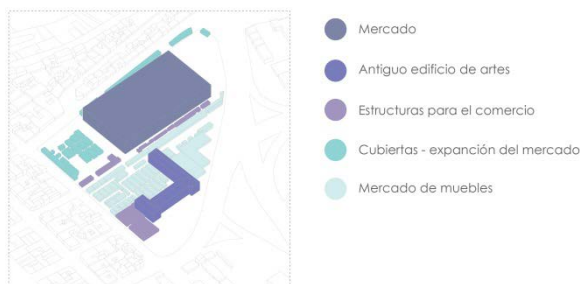 Mercado
Antiguo edificio de artes
Estructuras para el comercio
Cubiertas - expanción del mercado
Mercado de muebles